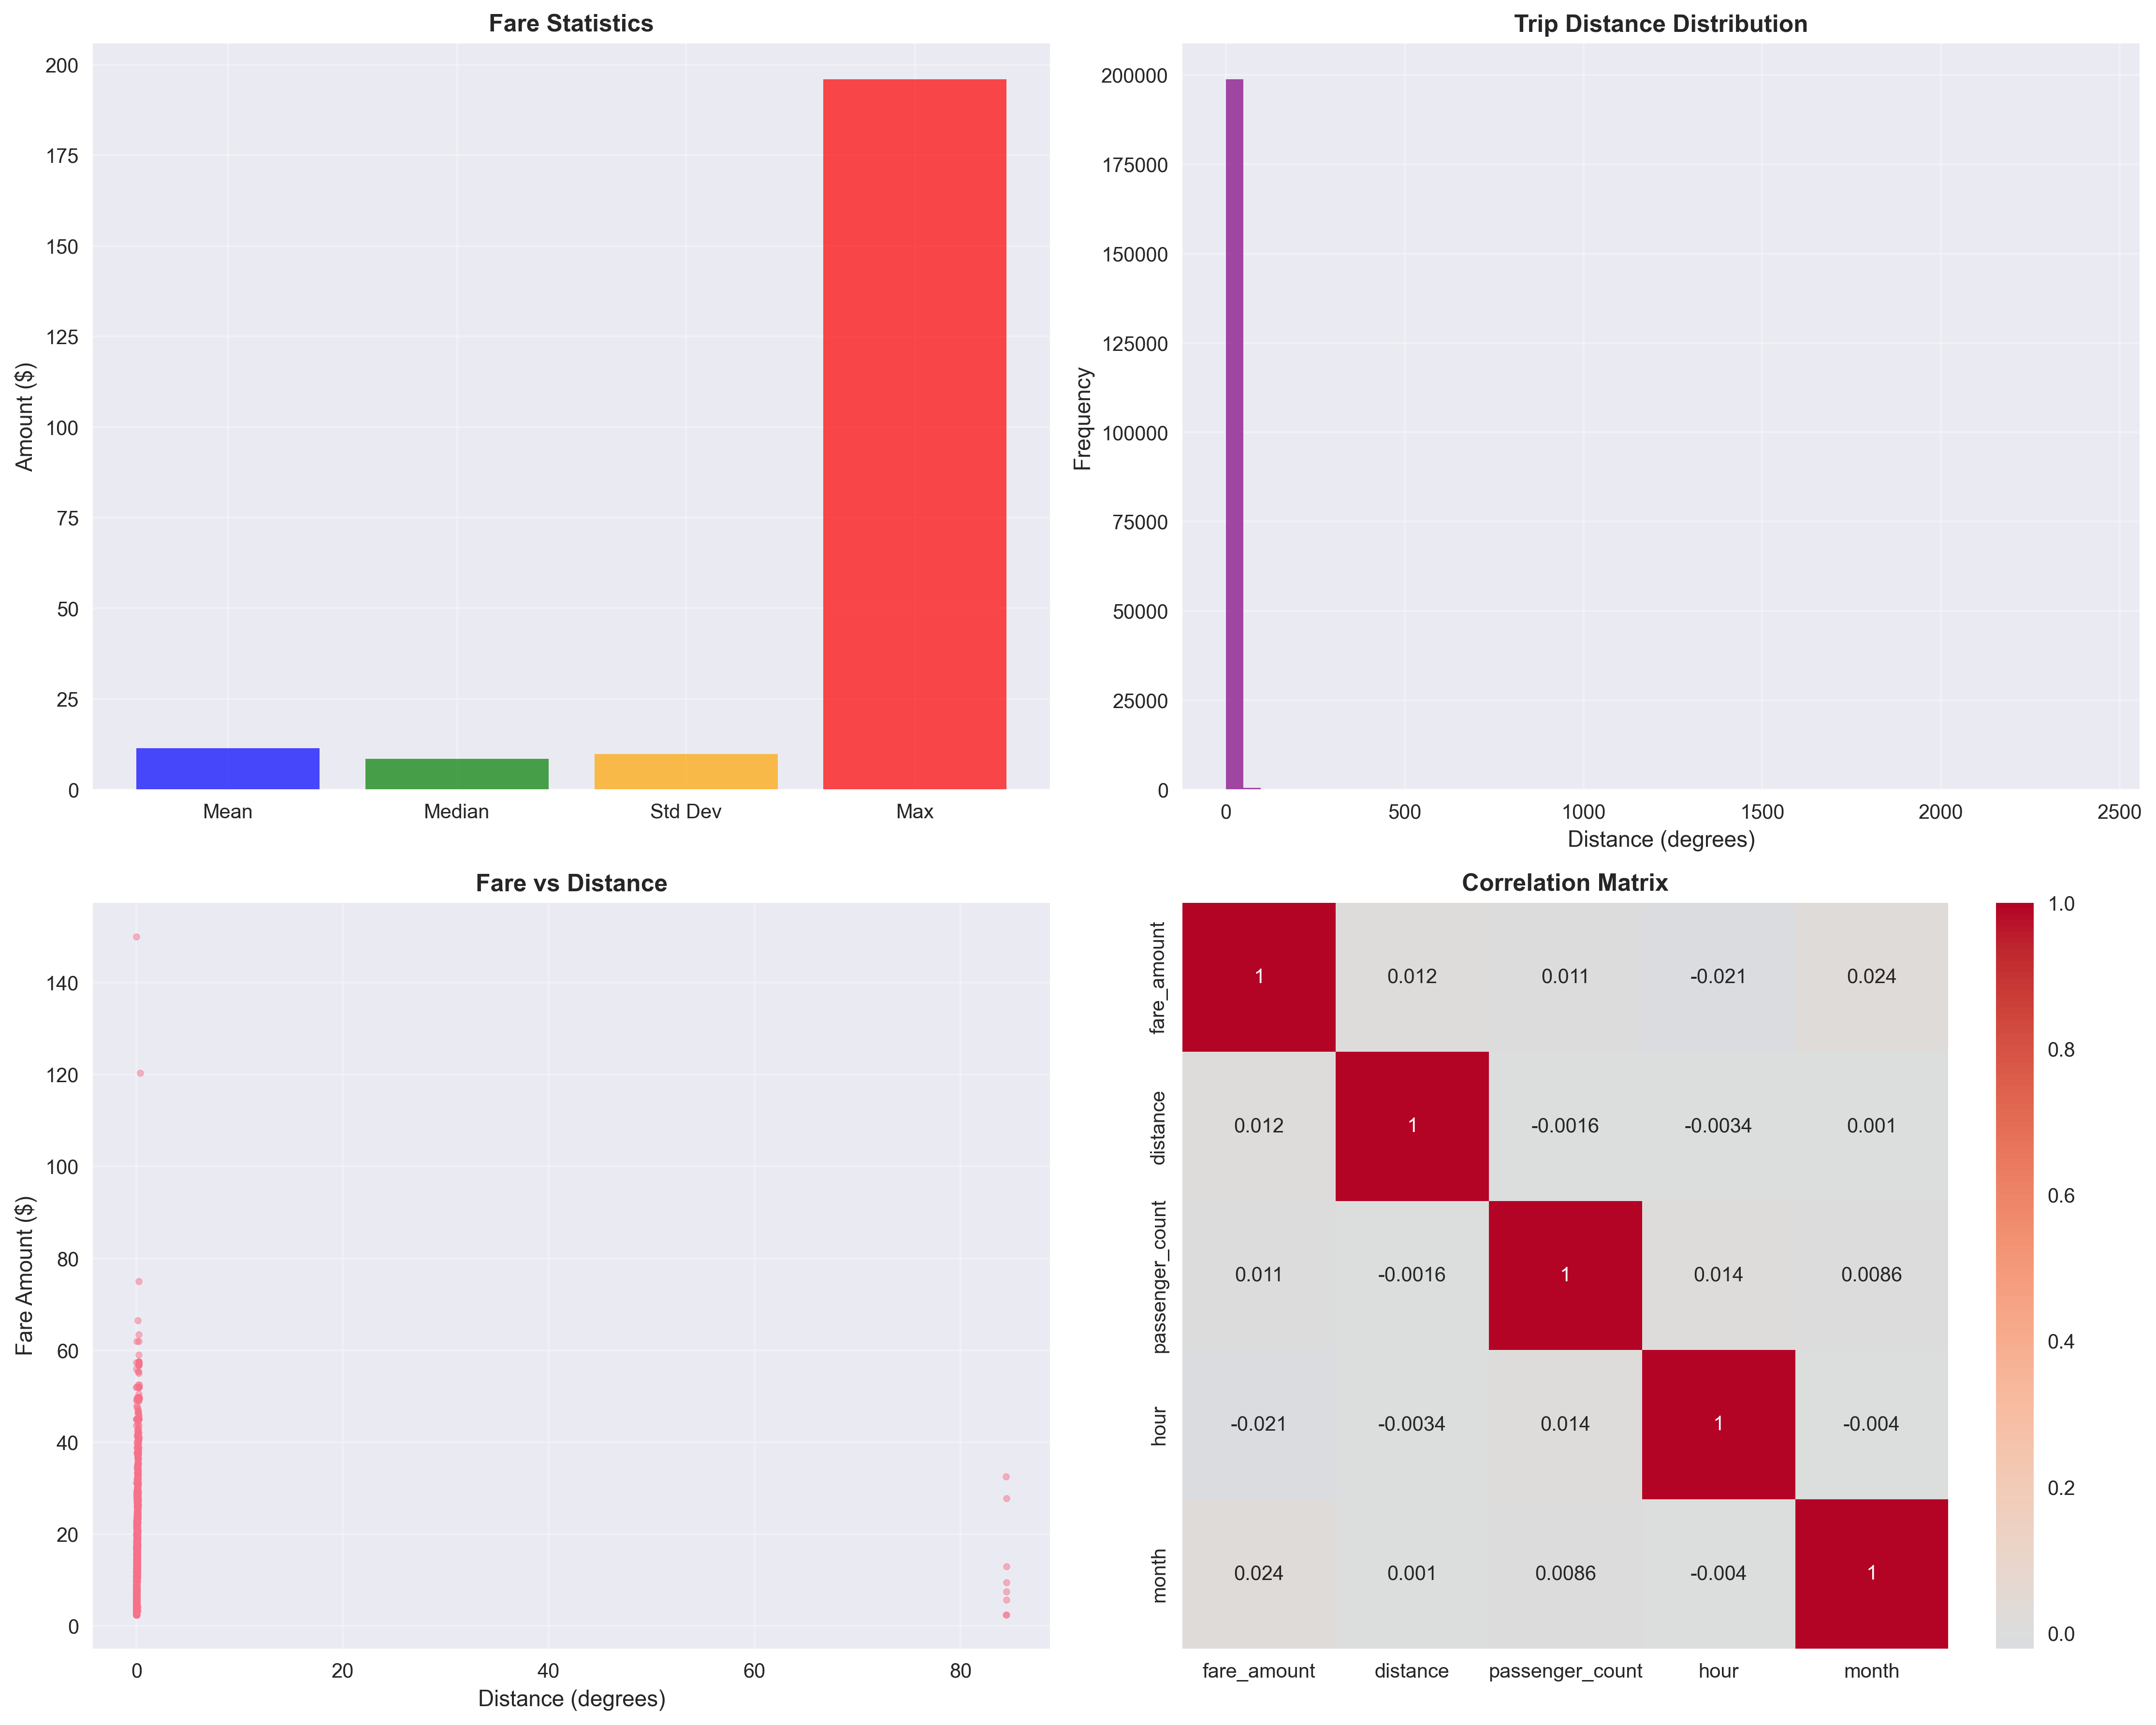 Fare Statistics
Amount ($)
200
175
150
125
100
75
50
25
0
Mean Median Std Dev Max
Trip Distance Distribution
Frequency
200000
175000
150000
125000
100000
75000
50000
25000
0
0 500 1000 1500 2000 2500
Distance (degrees)
Fare vs Distance
Fare Amount ($)
140
120
100
80
60
40
20
0
0 20 40 60 80
Distance (degrees)
Correlation Matrix
fare_amount 1 0.012 0.011 -0.021 0.024
distance 0.012 1 -0.0016 -0.0034 0.001
passenger_count 0.011 -0.0016 1 0.014 0.0086
hour -0.021 -0.0034 0.014 1 -0.004
month 0.024 0.001 0.0086 -0.004 1
fare_amount distance passenger_count hour month
1.0
0.8
0.6
0.4
0.2
0.0